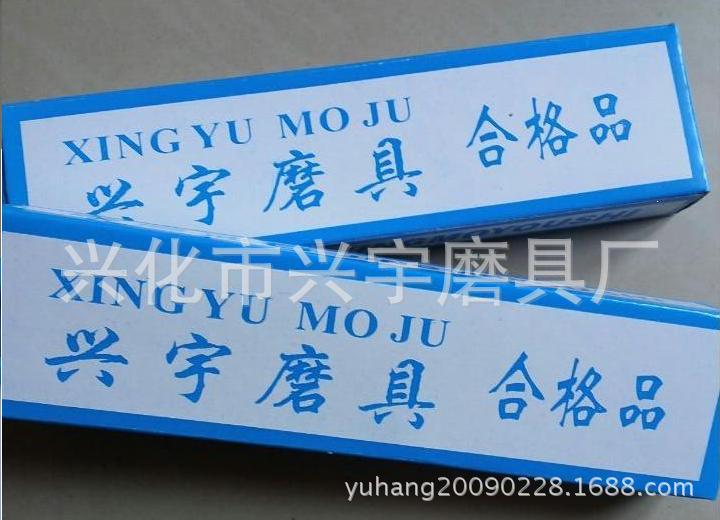 XING YU MO JU
兴宇磨具 合格品
兴化市兴宇磨具厂
XING YU MO JU
兴宇磨具 合格品
yuhang20090228.1688.com